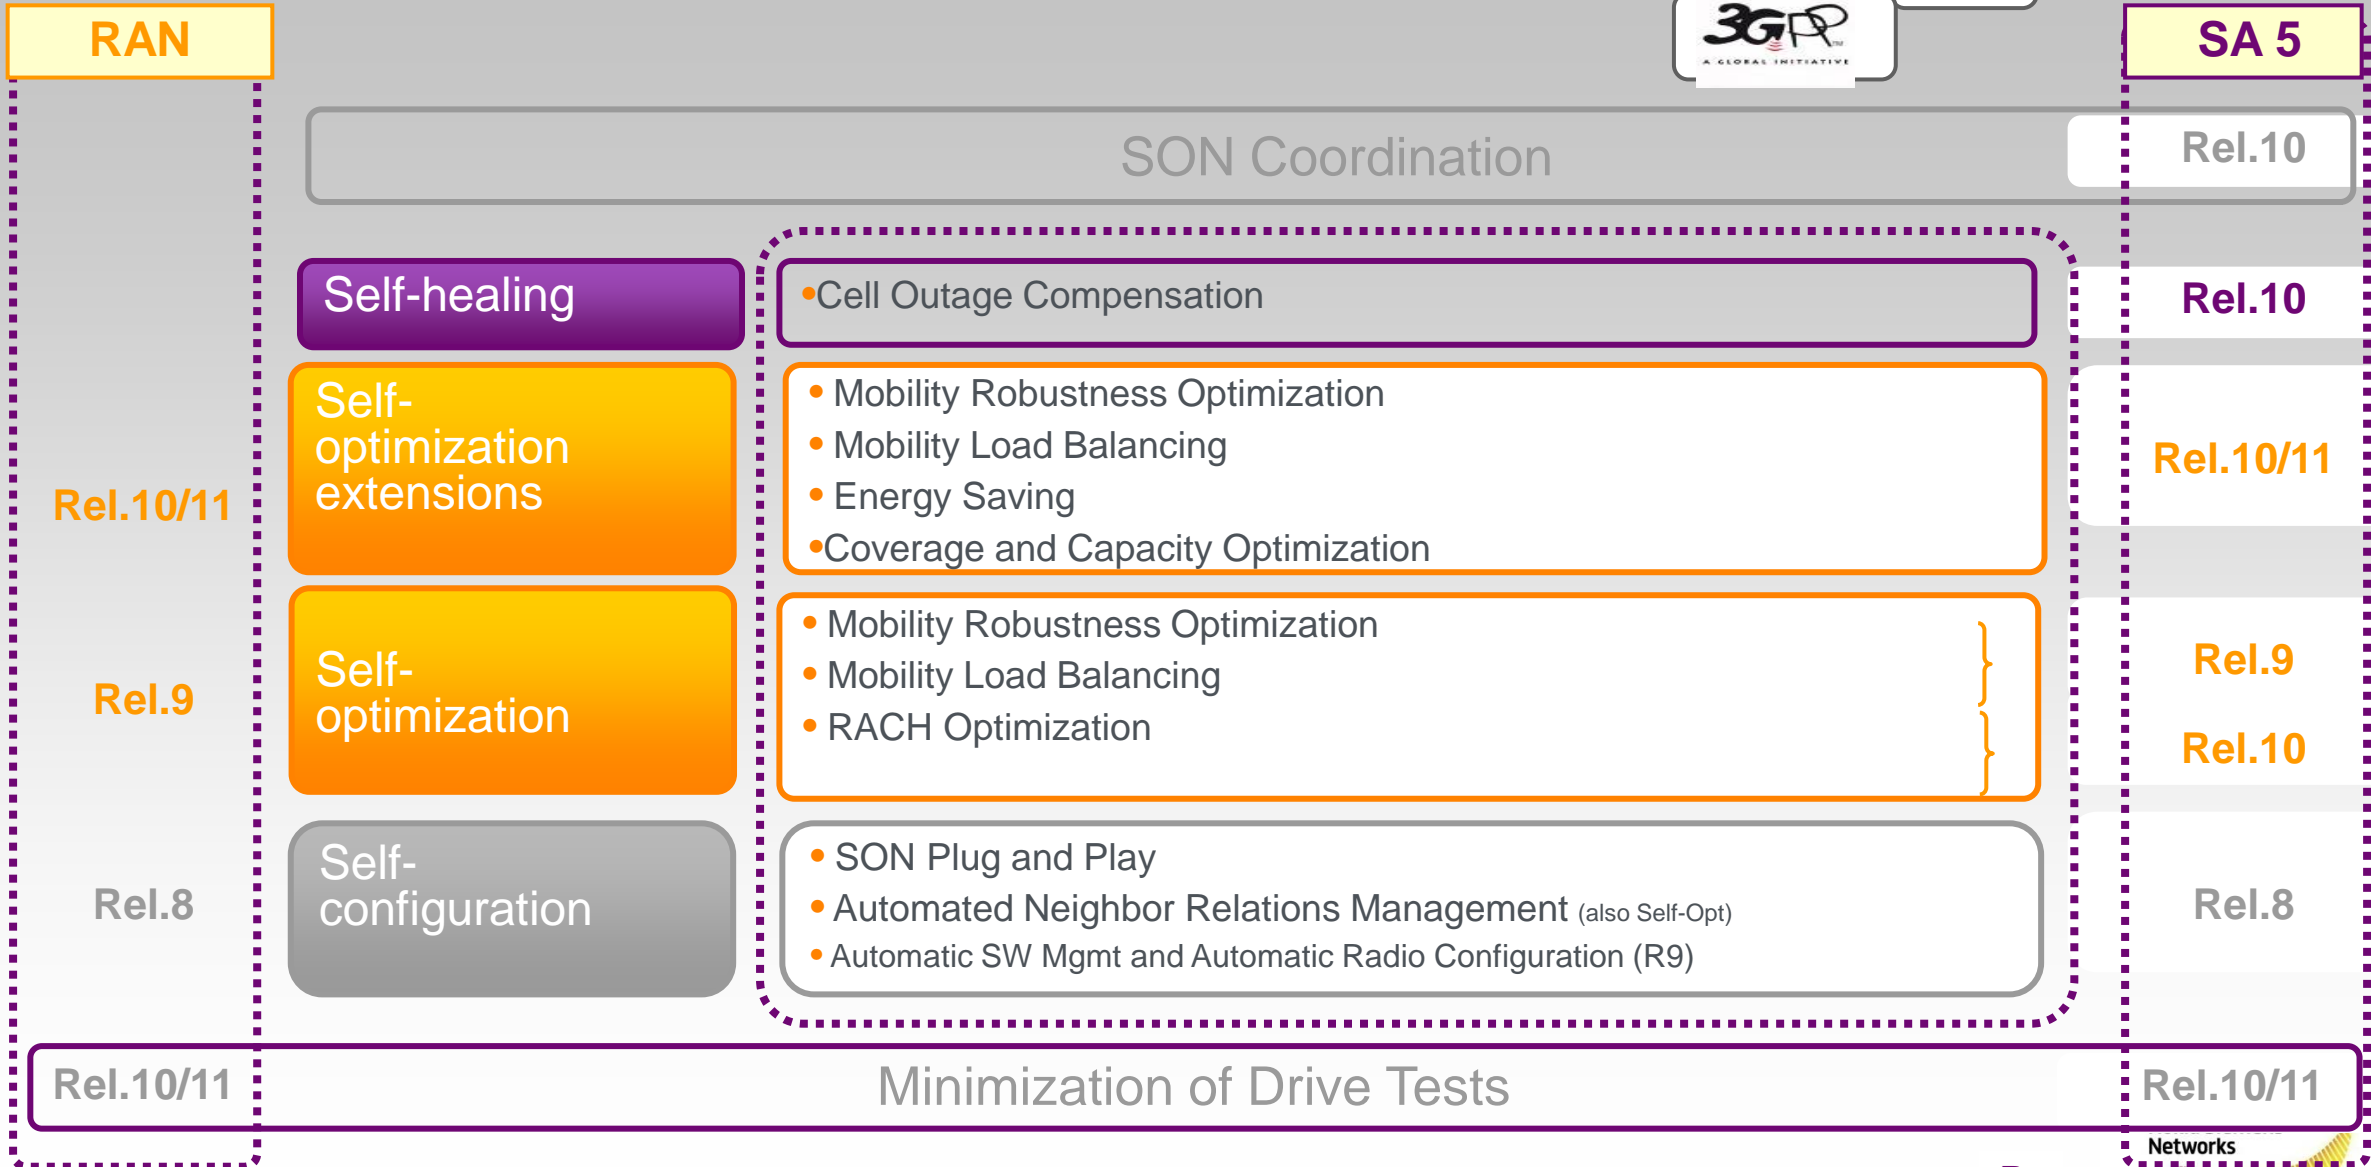 RAN
3GPP
TM
A GLOBAL INITIATIVE
SA 5
SON Coordination
Rel.10
Self-healing
•Cell Outage Compensation
Rel.10
Rel.10/11
Self-
optimization
extensions
• Mobility Robustness Optimization
• Mobility Load Balancing
• Energy Saving
•Coverage and Capacity Optimization
Rel.10/11
Rel.9
Self-
optimization
• Mobility Robustness Optimization
• Mobility Load Balancing
• RACH Optimization
Rel.9
Rel.10
Rel.8
Self-
configuration
• SON Plug and Play
• Automated Neighbor Relations Management (also Self-Opt)
• Automatic SW Mgmt and Automatic Radio Configuration (R9)
Rel.8
Rel.10/11
Minimization of Drive Tests
Rel.10/11
Networks